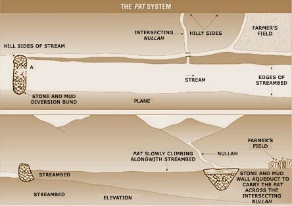 THE PAT SYSTEM
INTERSECTING
NULLAH
HILLY SIDES
FARMER'S
FIELD
HILL SIDES OF STREAM
A
STREAM
EDGES OF
STREAMBED
STONE AND MUD
DIVERSION BUND
PLANE
PAT SLOWLY CLIMBING
ALONGWITH STREAMBED
NULLAH
FARMER'S
FIELD
STREAMBED
STREAMBED
ELEVATION
STONE AND MUD
WALL AQUEDUCT TO
CARRY THE PAT
ACROSS THE
INTERSECTING
NULLAH